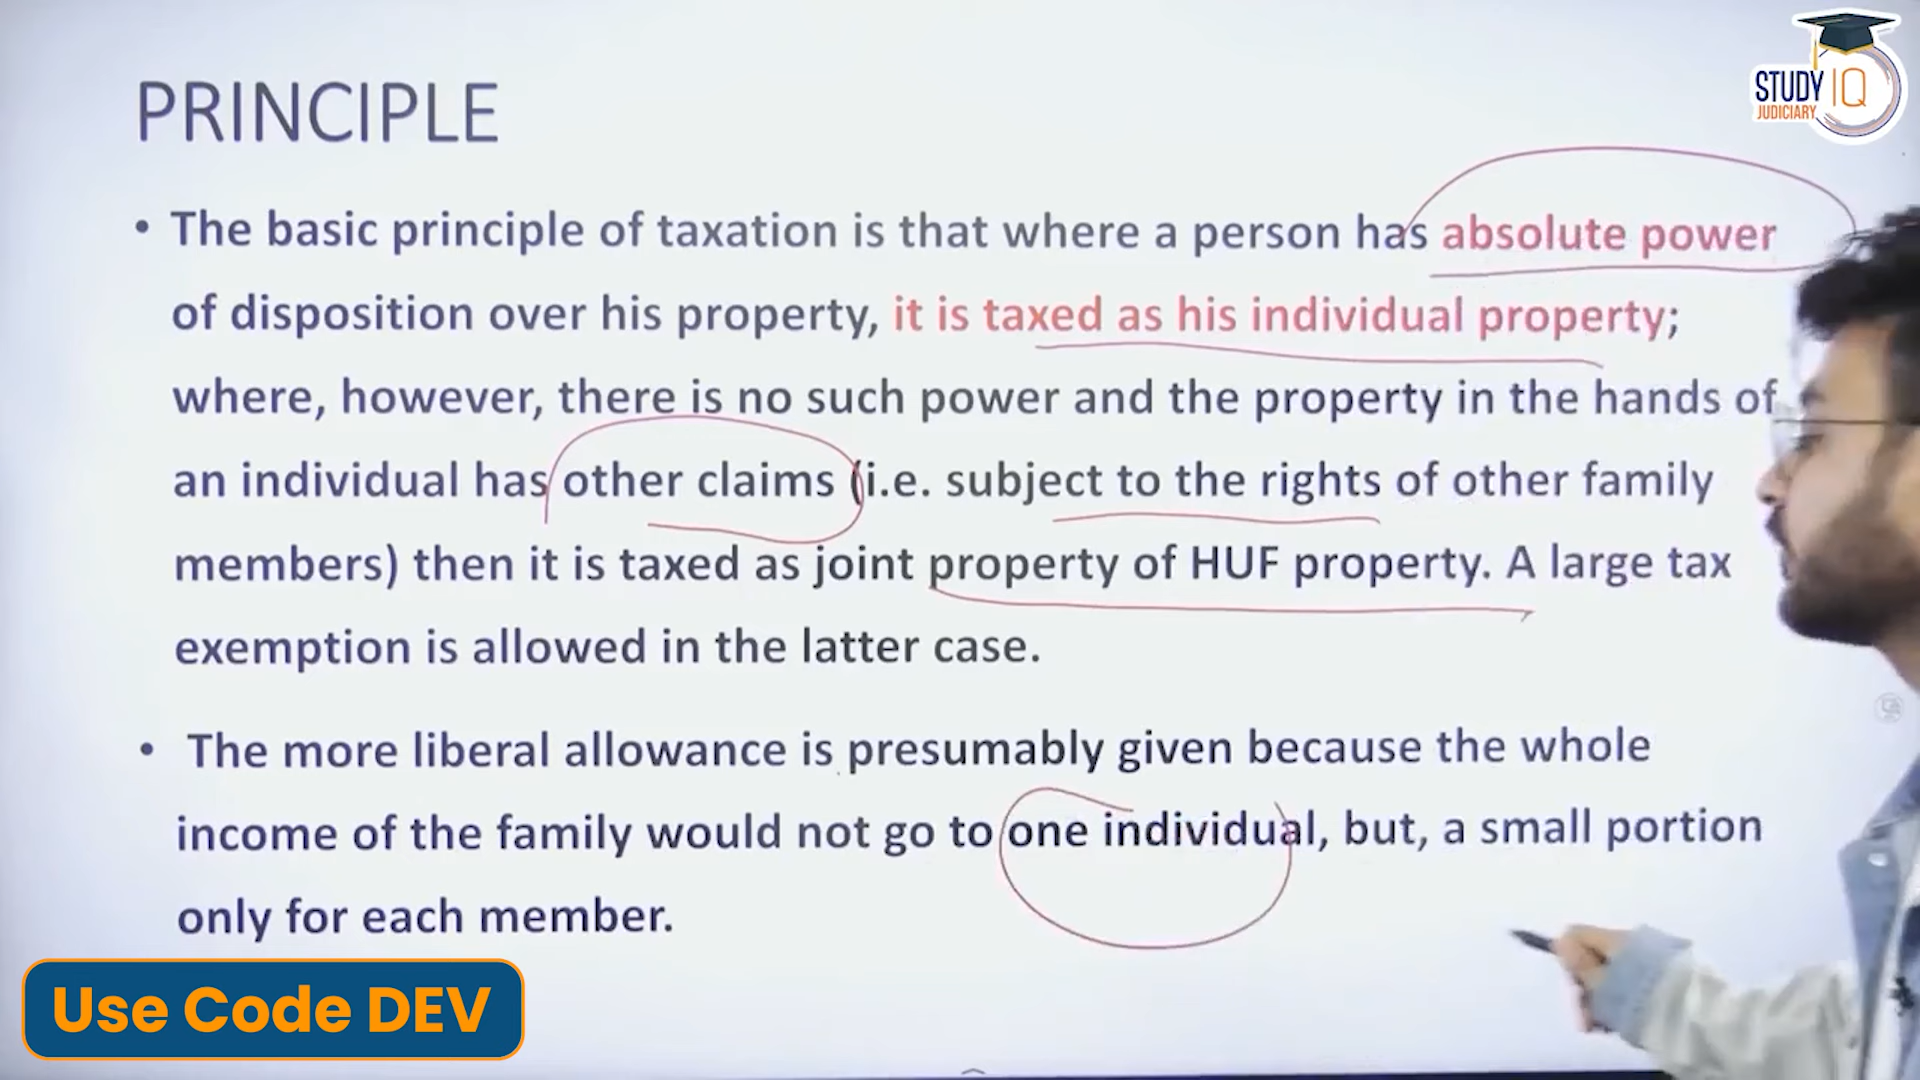 STUDY IQ
JUDICIARY
PRINCIPLE
• The basic principle of taxation is that where a person has absolute power
of disposition over his property, it is taxed as his individual property;
where, however, there is no such power and the property in the hands of
an individual has other claims (i.e. subject to the rights of other family
members) then it is taxed as joint property of HUF property. A large tax
exemption is allowed in the latter case.
• The more liberal allowance is presumably given because the whole
income of the family would not go to one individual, but, a small portion
only for each member.
Use Code DEV